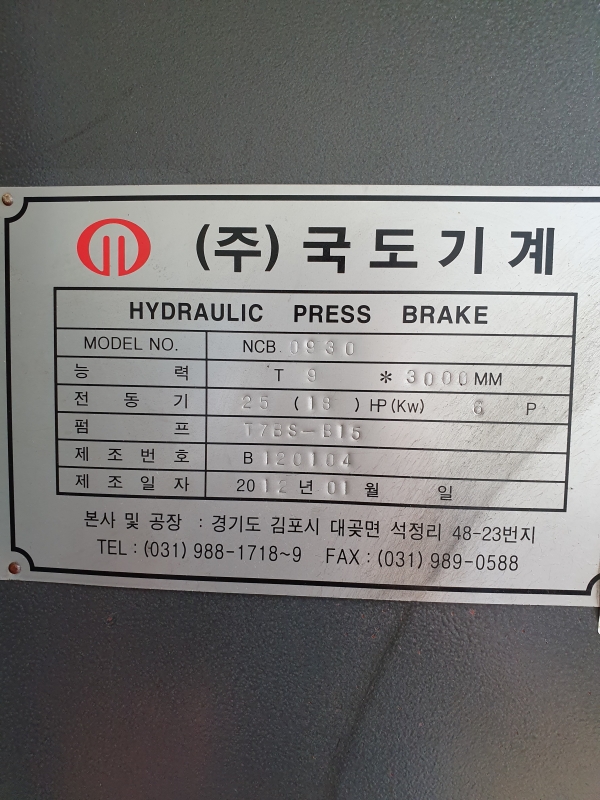 (주) 국도기계
HYDRAULIC PRESS BRAKE
MODEL NO. NCB. 0930
능 력 T 9 * 3000 MM
전 동 기 25 (18 ) HP(Kw) 6 P
펌 프 T7BS-B15
제 조 번 호 B 120104
제 조 일 자 2012 년 01 월 일
본사 및 공장 : 경기도 김포시 대곶면 석정리 48-23번지
TEL : (031) 988-1718~9 FAX : (031) 989-0588